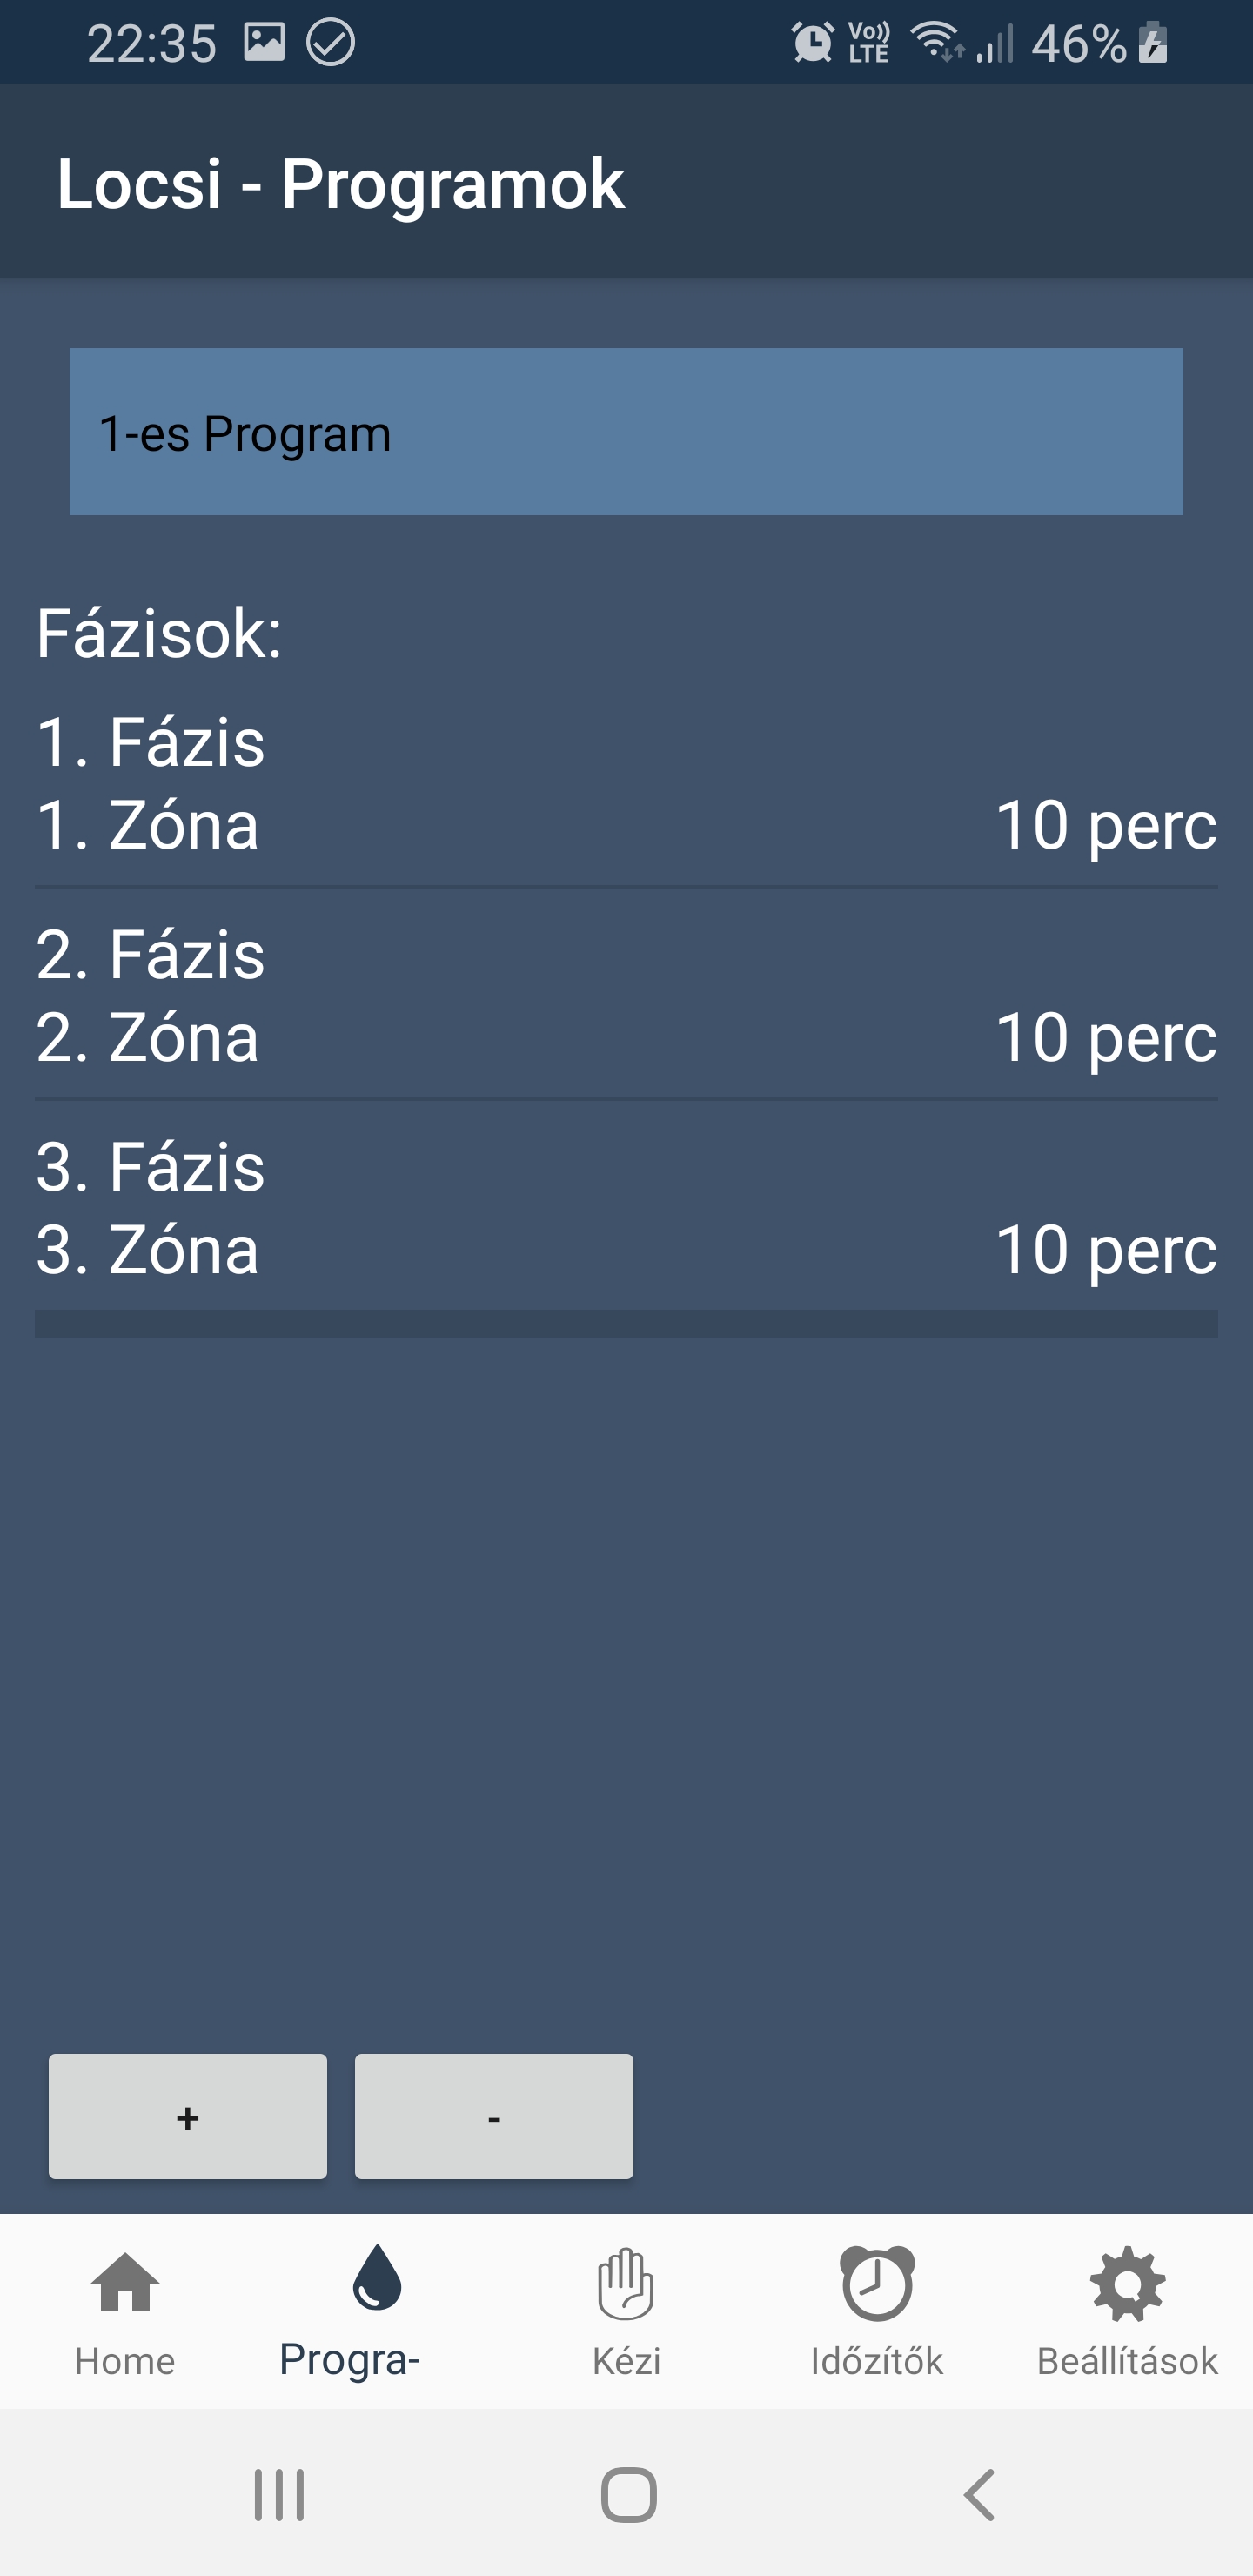 22:35 Vo)) LTE 46%
Locsi - Programok
1-es Program
Fázisok:
1. Fázis
1. Zóna 10 perc
2. Fázis
2. Zóna 10 perc
3. Fázis
3. Zóna 10 perc
+ -
Home Progra- Kézi Időzítők Beállítások